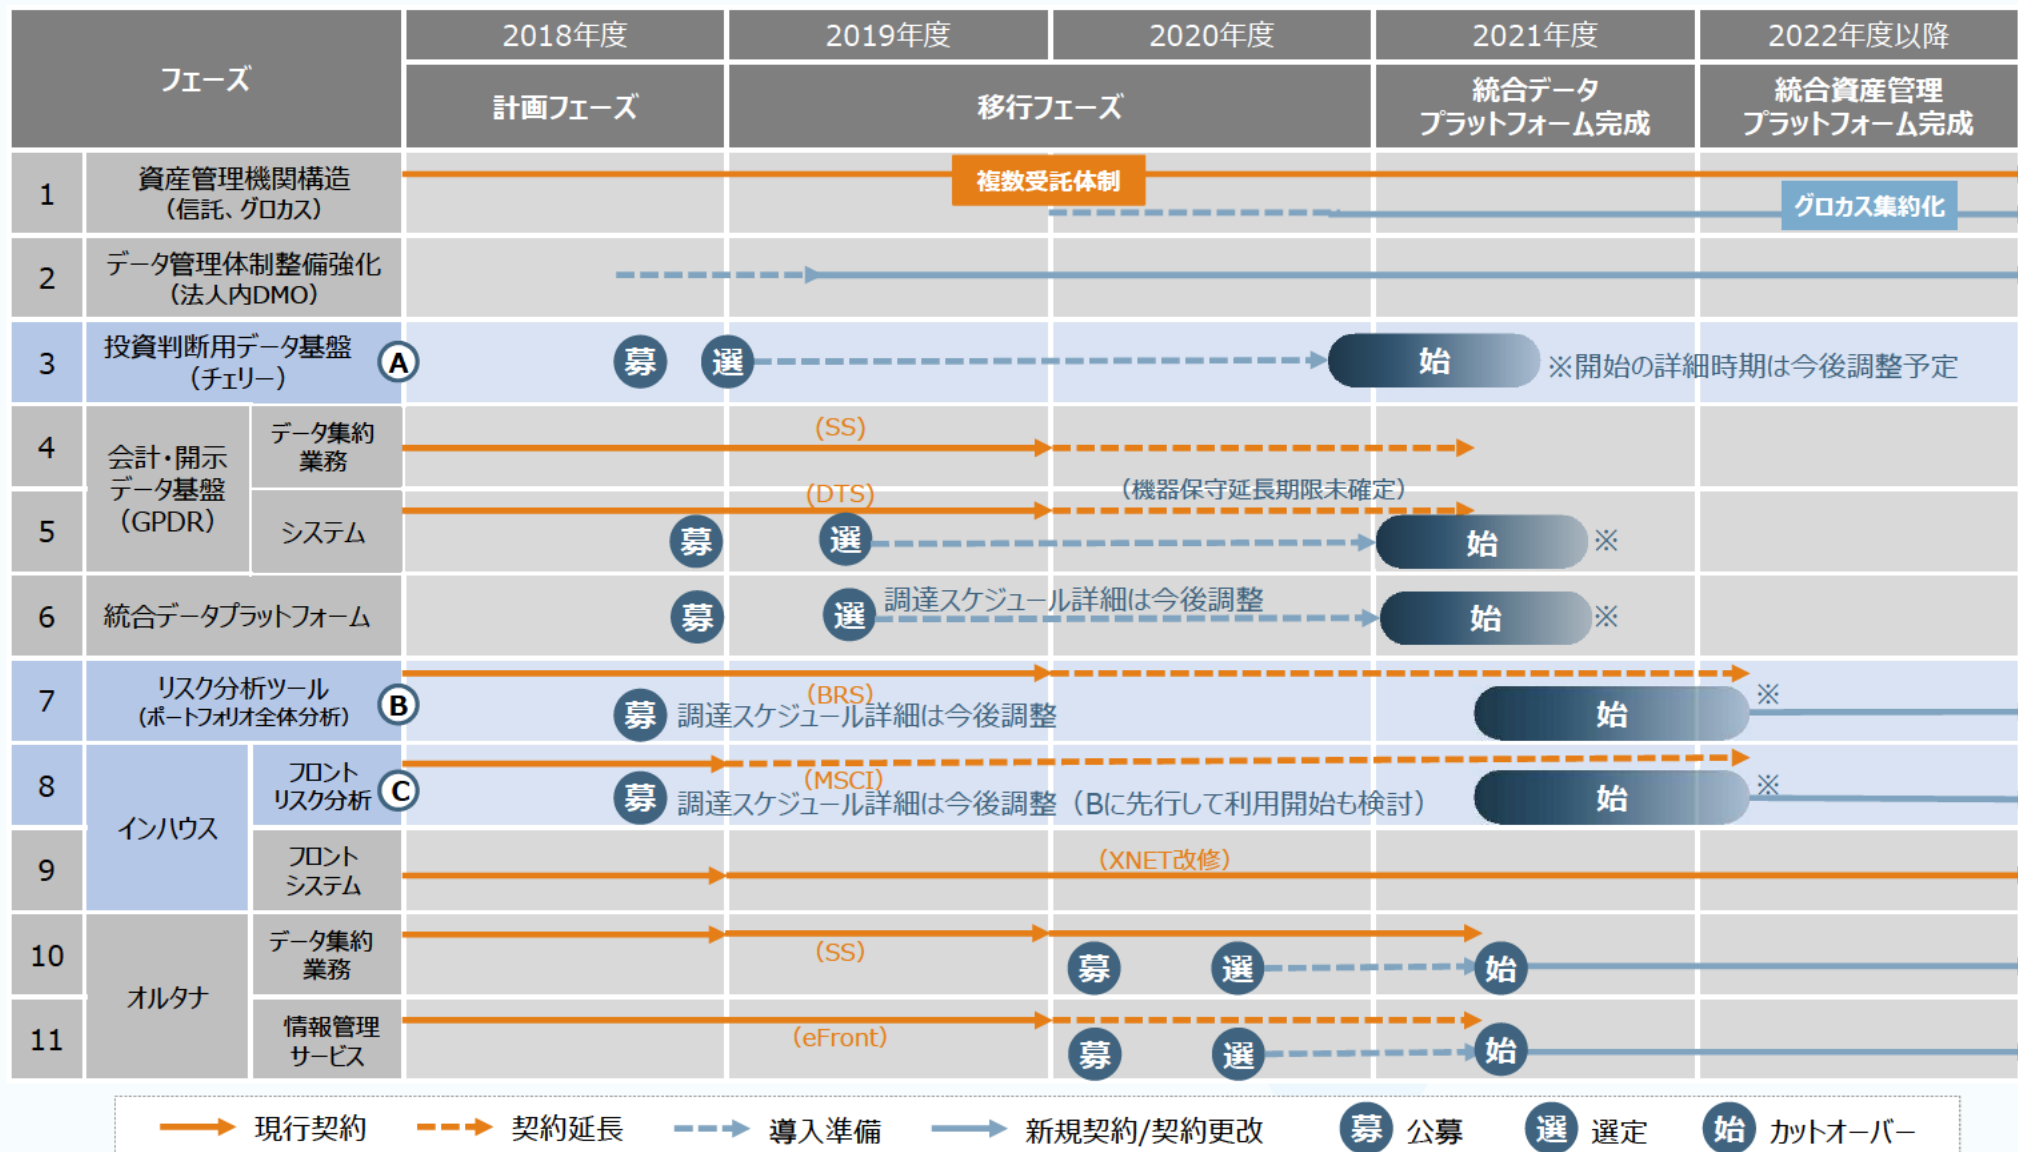 フェーズ
2018年度
2019年度
2020年度
2021年度
2022年度以降
計画フェーズ
移行フェーズ
統合データ
プラットフォーム完成
統合資産管理
プラットフォーム完成
1
資産管理機関構造
（信託、グロカス）
複数受託体制
グロカス集約化
2
データ管理体制整備強化
（法人内DMO）
3
投資判断用データ基盤
（チェリー）
A
募
選
始
※開始の詳細時期は今後調整予定
会計・開示
データ基盤
（GPDR）
4
データ集約
業務
（SS）
5
システム
（DTS）
（機器保守延長期限未確定）
募
選
始
※
6
統合データプラットフォーム
募
選
調達スケジュール詳細は今後調整
始
※
7
リスク分析ツール
（ポートフォリオ全体分析）
B
（BRS）
募
調達スケジュール詳細は今後調整
始
※
インハウス
8
フロント
リスク分析
C
（MSCI）
募
調達スケジュール詳細は今後調整（Bに先行して利用開始も検討）
始
※
9
フロント
システム
（XNET改修）
オルタナ
10
データ集約
業務
（SS）
募
選
始
11
情報管理
サービス
（eFront）
募
選
始
現行契約
契約延長
導入準備
新規契約/契約更改
募 公募
選 選定
始 カットオーバー